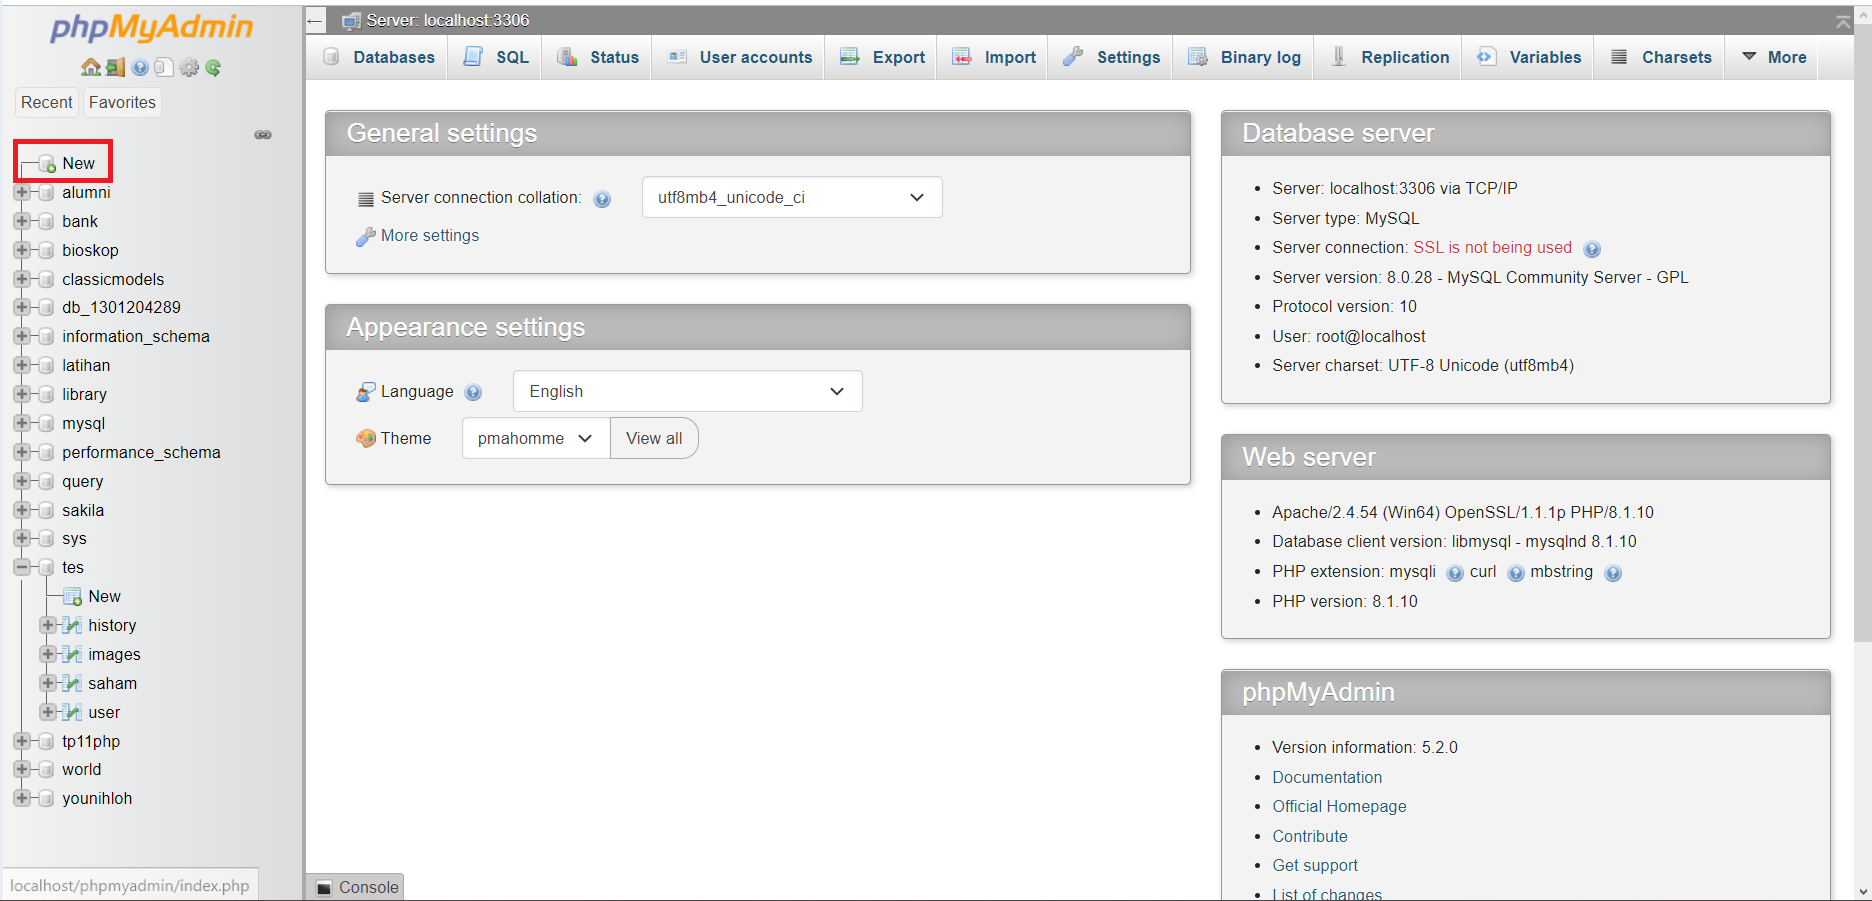 phpMyAdmin
Recent Favorites
New
alumni
bank
bioskop
classicmodels
db_1301204289
information_schema
latihan
library
mysql
performance_schema
query
sakila
sys
tes
New
history
images
saham
user
tp11php
world
younihloh
localhost/phpmyadmin/index.php
Server: localhost:3306
Databases SQL Status User accounts Export Import Settings Binary log Replication Variables Charsets More
General settings
Server connection collation: utf8mb4_unicode_ci
More settings
Appearance settings
Language English
Theme pmahomme View all
Console
Database server
Server: localhost:3306 via TCP/IP
Server type: MySQL
Server connection: SSL is not being used
Server version: 8.0.28 - MySQL Community Server - GPL
Protocol version: 10
User: root@localhost
Server charset: UTF-8 Unicode (utf8mb4)
Web server
Apache/2.4.54 (Win64) OpenSSL/1.1.1p PHP/8.1.10
Database client version: libmysql - mysqlnd 8.1.10
PHP extension: mysqli curl mbstring
PHP version: 8.1.10
phpMyAdmin
Version information: 5.2.0
Documentation
Official Homepage
Contribute
Get support
List of changes